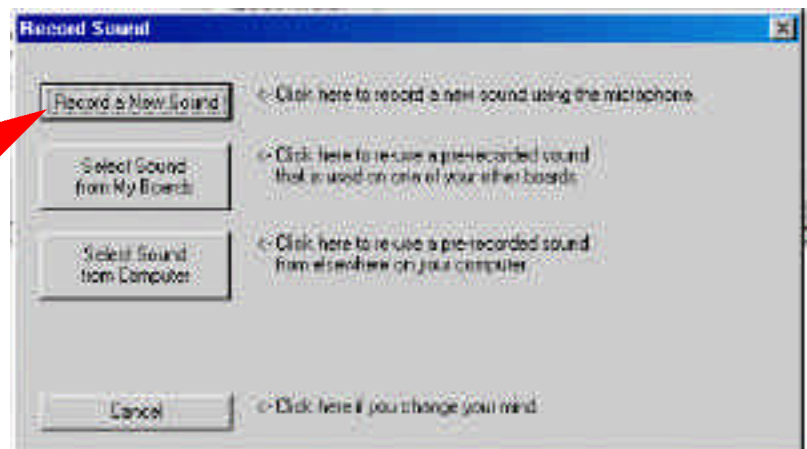 Record Sound
Record a New Sound
<- Click here to record a new sound using the microphone.
Select Sound
from My Boards
<- Click here to re-use a pre-recorded sound
that is used on one of your other boards.
Select Sound
from Computer
<- Click here to re-use a pre-recorded sound
from elsewhere on your computer
Cancel
<- Click here if you change your mind